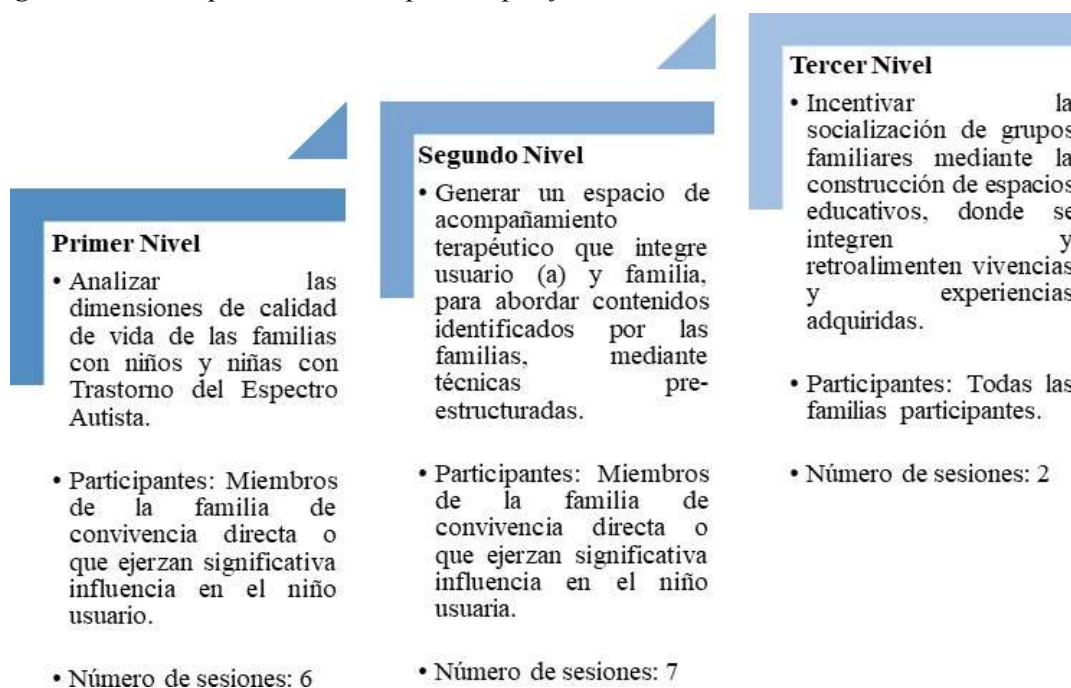 Primer Nivel
• Analizar las
dimensiones de calidad
de vida de las familias
con niños y niñas con
Trastorno del Espectro
Autista.
• Participantes: Miembros
de la familia de
convivencia directa o
que ejerzan significativa
influencia en el niño
usuario.
• Número de sesiones: 6
Segundo Nivel
• Generar un espacio de
acompañamiento
terapéutico que integre
usuario (a) y familia,
para abordar contenidos
identificados por las
familias, mediante
técnicas pre-
estructuradas.
• Participantes: Miembros
de la familia de
convivencia directa o
que ejerzan significativa
influencia en el niño
usuaria.
• Número de sesiones: 7
Tercer Nivel
• Incentivar la
socialización de grupos
familiares mediante la
construcción de espacios
educativos, donde se
integren y
retroalimenten vivencias
y experiencias
adquiridas.
• Participantes: Todas las
familias participantes.
• Número de sesiones: 2